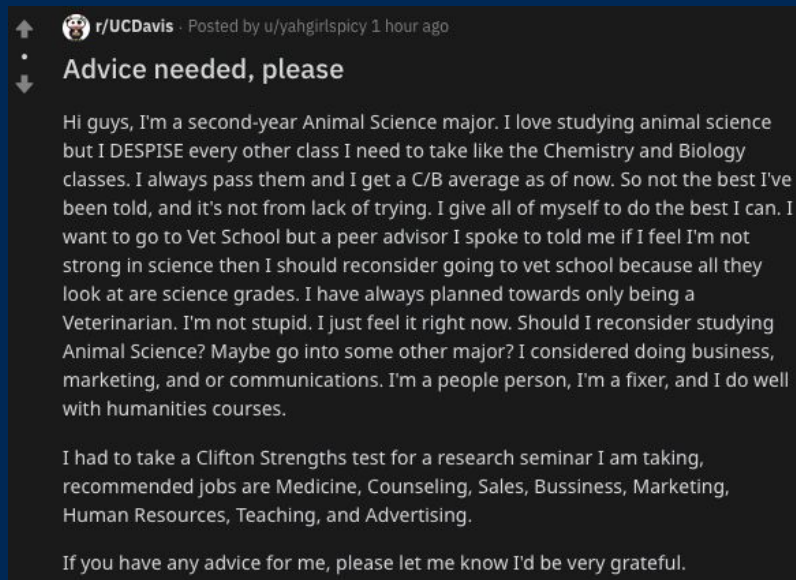 r/UCDavis · Posted by u/yahgirlspicy 1 hour ago
Advice needed, please
Hi guys, I'm a second-year Animal Science major. I love studying animal science
but I DESPISE every other class I need to take like the Chemistry and Biology
classes. I always pass them and I get a C/B average as of now. So not the best I've
been told, and it's not from lack of trying. I give all of myself to do the best I can. I
want to go to Vet School but a peer advisor I spoke to told me if I feel I'm not
strong in science then I should reconsider going to vet school because all they
look at are science grades. I have always planned towards only being a
Veterinarian. I'm not stupid. I just feel it right now. Should I reconsider studying
Animal Science? Maybe go into some other major? I considered doing business,
marketing, and or communications. I'm a people person, I'm a fixer, and I do well
with humanities courses.
I had to take a Clifton Strengths test for a research seminar I am taking,
recommended jobs are Medicine, Counseling, Sales, Bussiness, Marketing,
Human Resources, Teaching, and Advertising.
If you have any advice for me, please let me know I'd be very grateful.